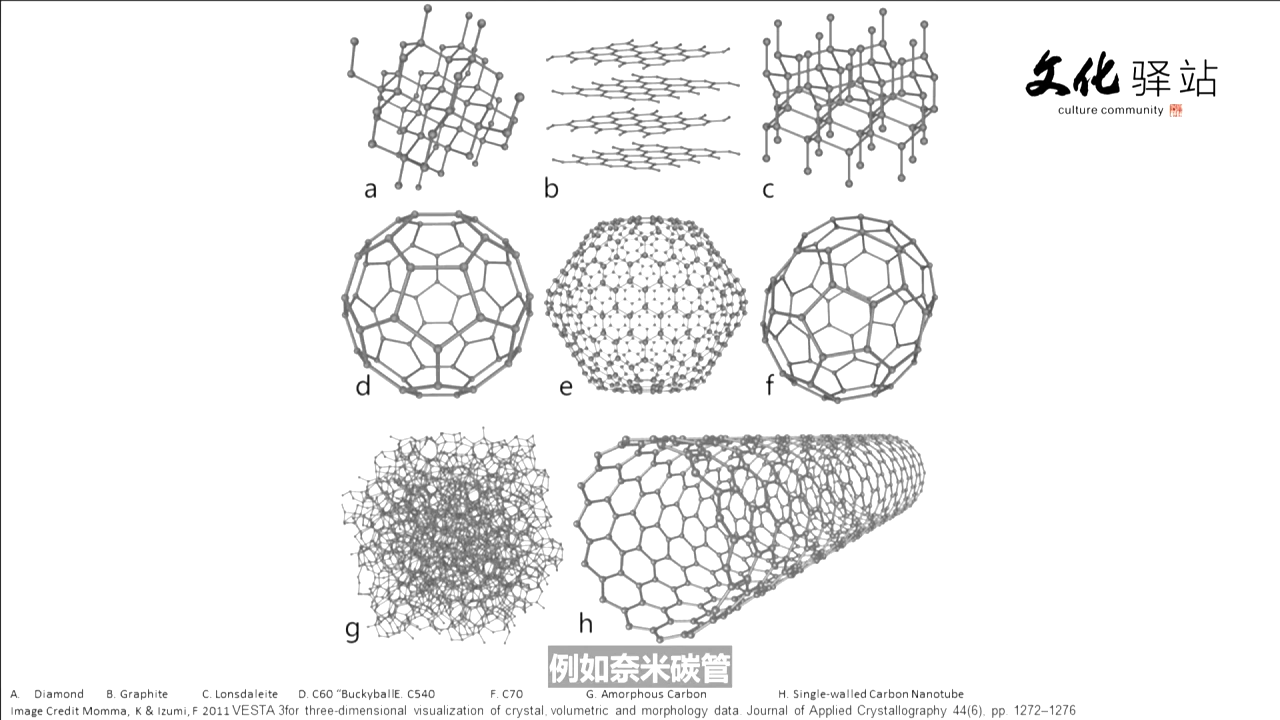 文化驿站
culture community
a
b
c
d
e
f
g
h
例如奈米碳管
A. Diamond B. Graphite C. Lonsdaleite D. C60 "BuckyballE. C540 F. C70 G. Amorphous Carbon H. Single-walled Carbon Nanotube
Image Credit Momma, K & Izumi, F 2011 VESTA 3for three-dimensional visualization of crystal, volumetric and morphology data Journal of Applied Crystallography 44(6). pp. 1272–1276